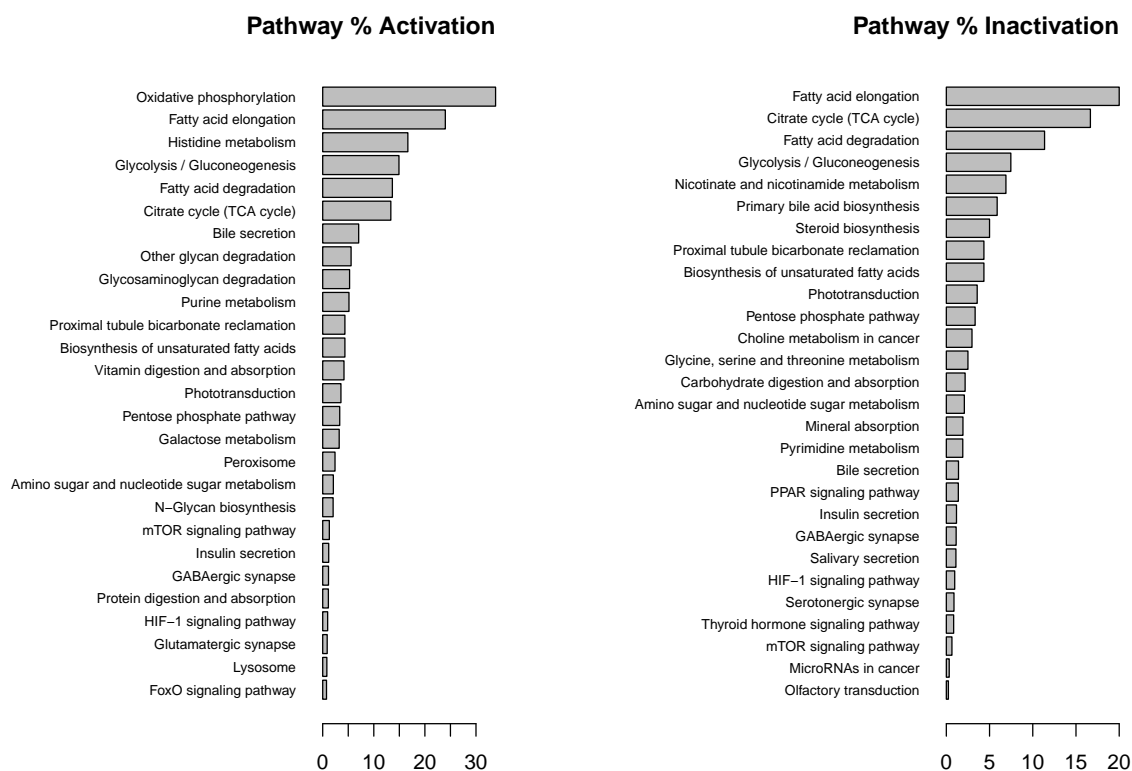 Pathway % Activation
Oxidative phosphorylation
Fatty acid elongation
Histidine metabolism
Glycolysis / Gluconeogenesis
Fatty acid degradation
Citrate cycle (TCA cycle)
Bile secretion
Other glycan degradation
Glycosaminoglycan degradation
Purine metabolism
Proximal tubule bicarbonate reclamation
Biosynthesis of unsaturated fatty acids
Vitamin digestion and absorption
Phototransduction
Pentose phosphate pathway
Galactose metabolism
Peroxisome
Amino sugar and nucleotide sugar metabolism
N−Glycan biosynthesis
mTOR signaling pathway
Insulin secretion
GABAergic synapse
Protein digestion and absorption
HIF−1 signaling pathway
Glutamatergic synapse
Lysosome
FoxO signaling pathway
0 10 20 30
Pathway % Inactivation
Fatty acid elongation
Citrate cycle (TCA cycle)
Fatty acid degradation
Glycolysis / Gluconeogenesis
Nicotinate and nicotinamide metabolism
Primary bile acid biosynthesis
Steroid biosynthesis
Proximal tubule bicarbonate reclamation
Biosynthesis of unsaturated fatty acids
Phototransduction
Pentose phosphate pathway
Choline metabolism in cancer
Glycine, serine and threonine metabolism
Carbohydrate digestion and absorption
Amino sugar and nucleotide sugar metabolism
Mineral absorption
Pyrimidine metabolism
Bile secretion
PPAR signaling pathway
Insulin secretion
GABAergic synapse
Salivary secretion
HIF−1 signaling pathway
Serotonergic synapse
Thyroid hormone signaling pathway
mTOR signaling pathway
MicroRNAs in cancer
Olfactory transduction
0 5 10 15 20